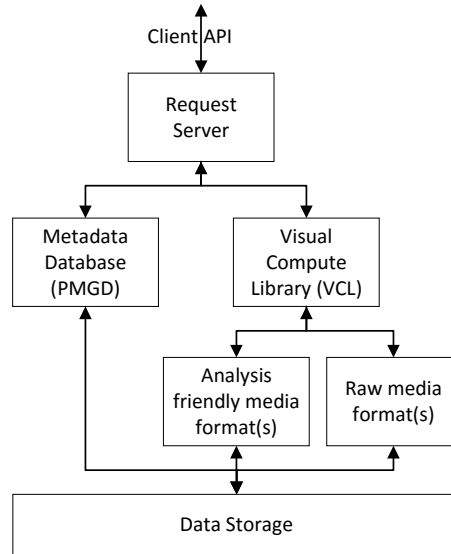 Client API
Request
Server
Metadata
Database
(PMGD)
Visual
Compute
Library (VCL)
Analysis
friendly media
format(s)
Raw media
format(s)
Data Storage